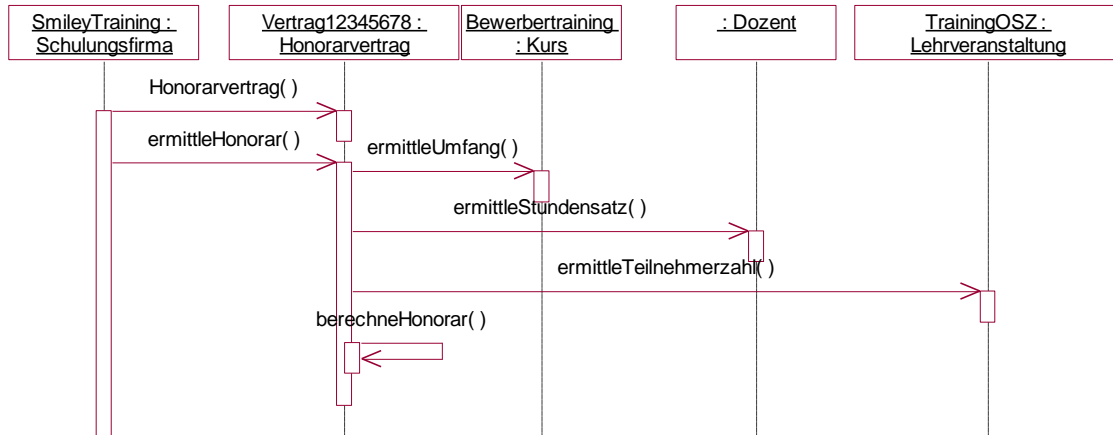 SmileyTraining :
Schulungsfirma
Vertrag12345678 :
Honorarvertrag
Bewerbertraining
: Kurs
: Dozent
TrainingOSZ :
Lehrveranstaltung
Honorarvertrag( )
ermittleHonorar( )
ermittleUmfang( )
ermittleStundensatz( )
ermittleTeilnehmerzahl( )
berechneHonorar( )